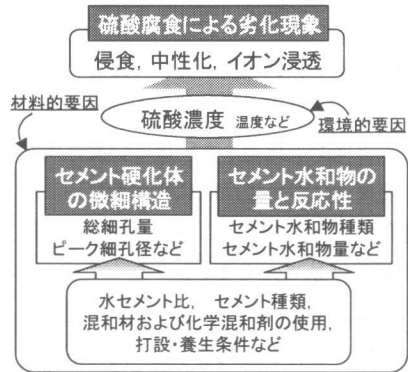 硫酸腐食による劣化現象
侵食, 中性化, イオン浸透
材料的要因
硫酸濃度 温度など
環境的要因
セメント硬化体
の微細構造
総細孔量
ピーク細孔径など
セメント水和物の
量と反応性
セメント水和物種類
セメント水和物量など
水セメント比, セメント種類,
混和材および化学混和剤の使用,
打設・養生条件など